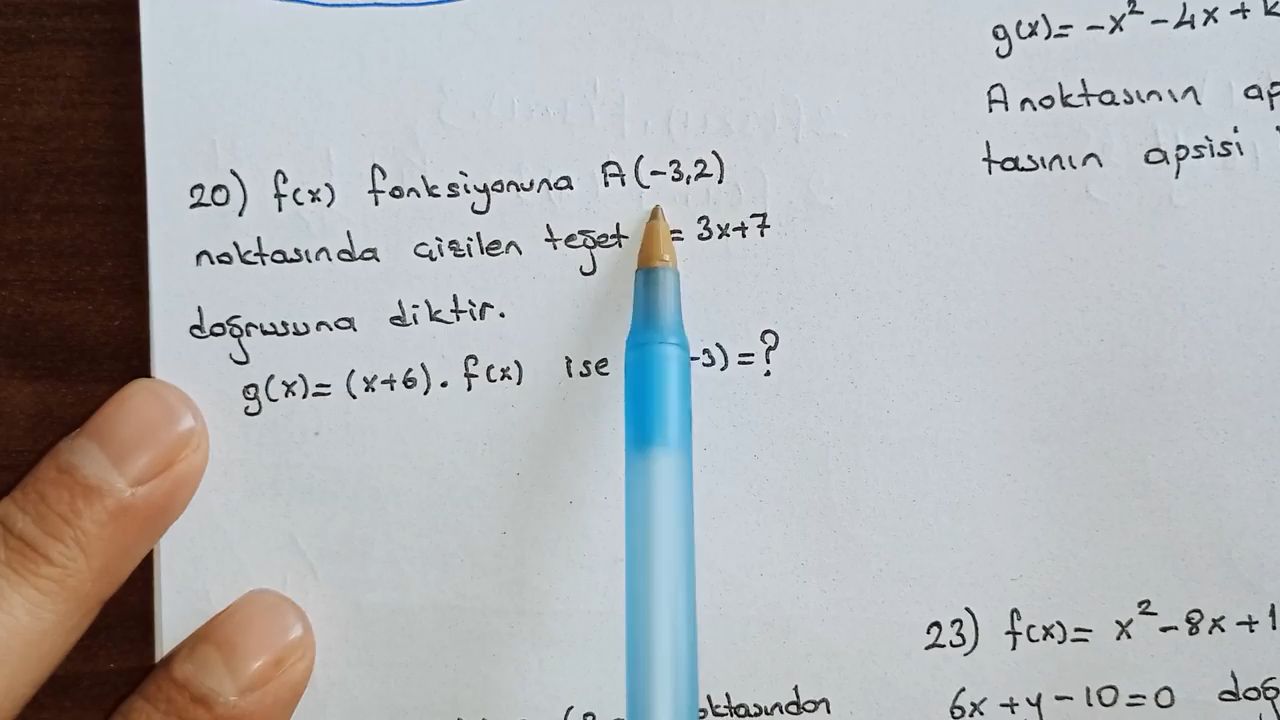 20) f(x) fonksiyonuna A(-3,2)
noktasında çizilen teğet = 3x+7
doğrusuna diktir.
g(x)= (x+6). f(x) ise -3) = ?
g(x)= -x² - 4x +
A noktasının ap
tasının apsisi
23) f(x)= x² - 8x + 1
6x + y - 10 = 0 doğ
oktasından